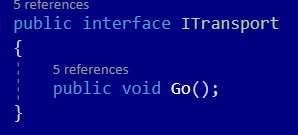 5 references
public interface ITransport
{
5 references
public void Go();
}